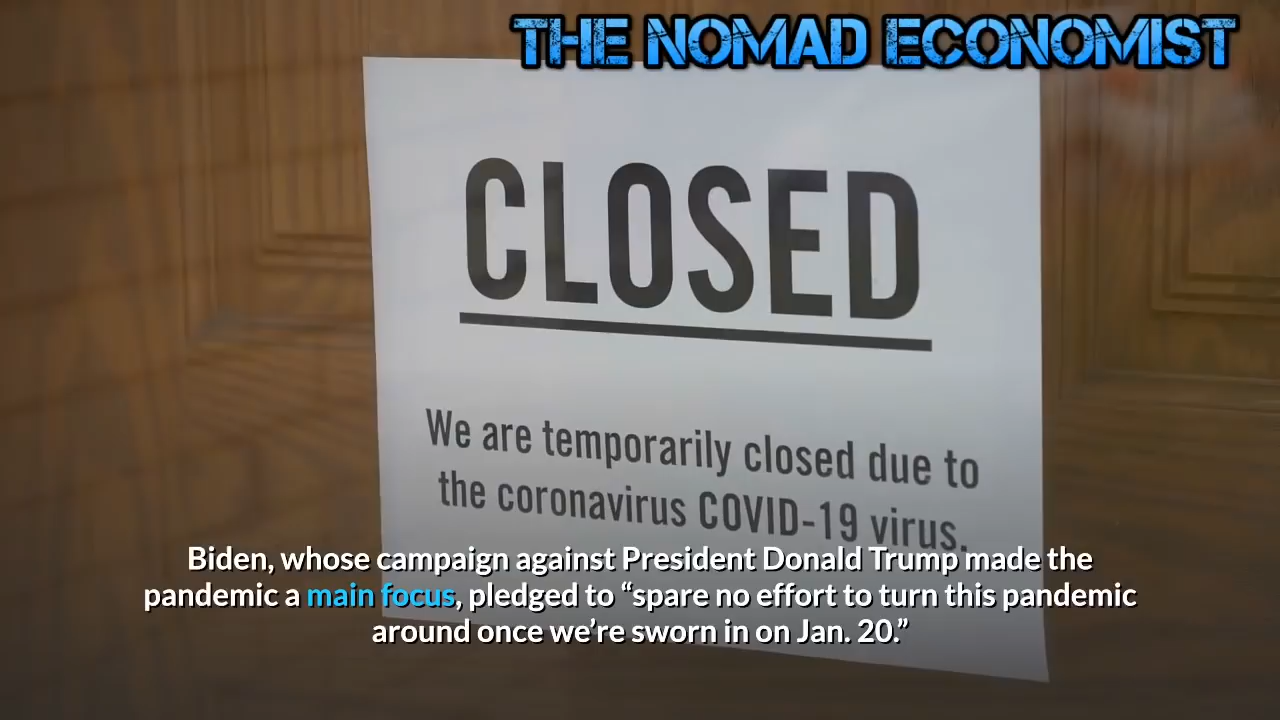 THE NOMAD ECONOMIST
CLOSED
We are temporarily closed due to
the coronavirus COVID-19 virus.
Biden, whose campaign against President Donald Trump made the
pandemic a main focus, pledged to “spare no effort to turn this pandemic
around once we’re sworn in on Jan. 20.”